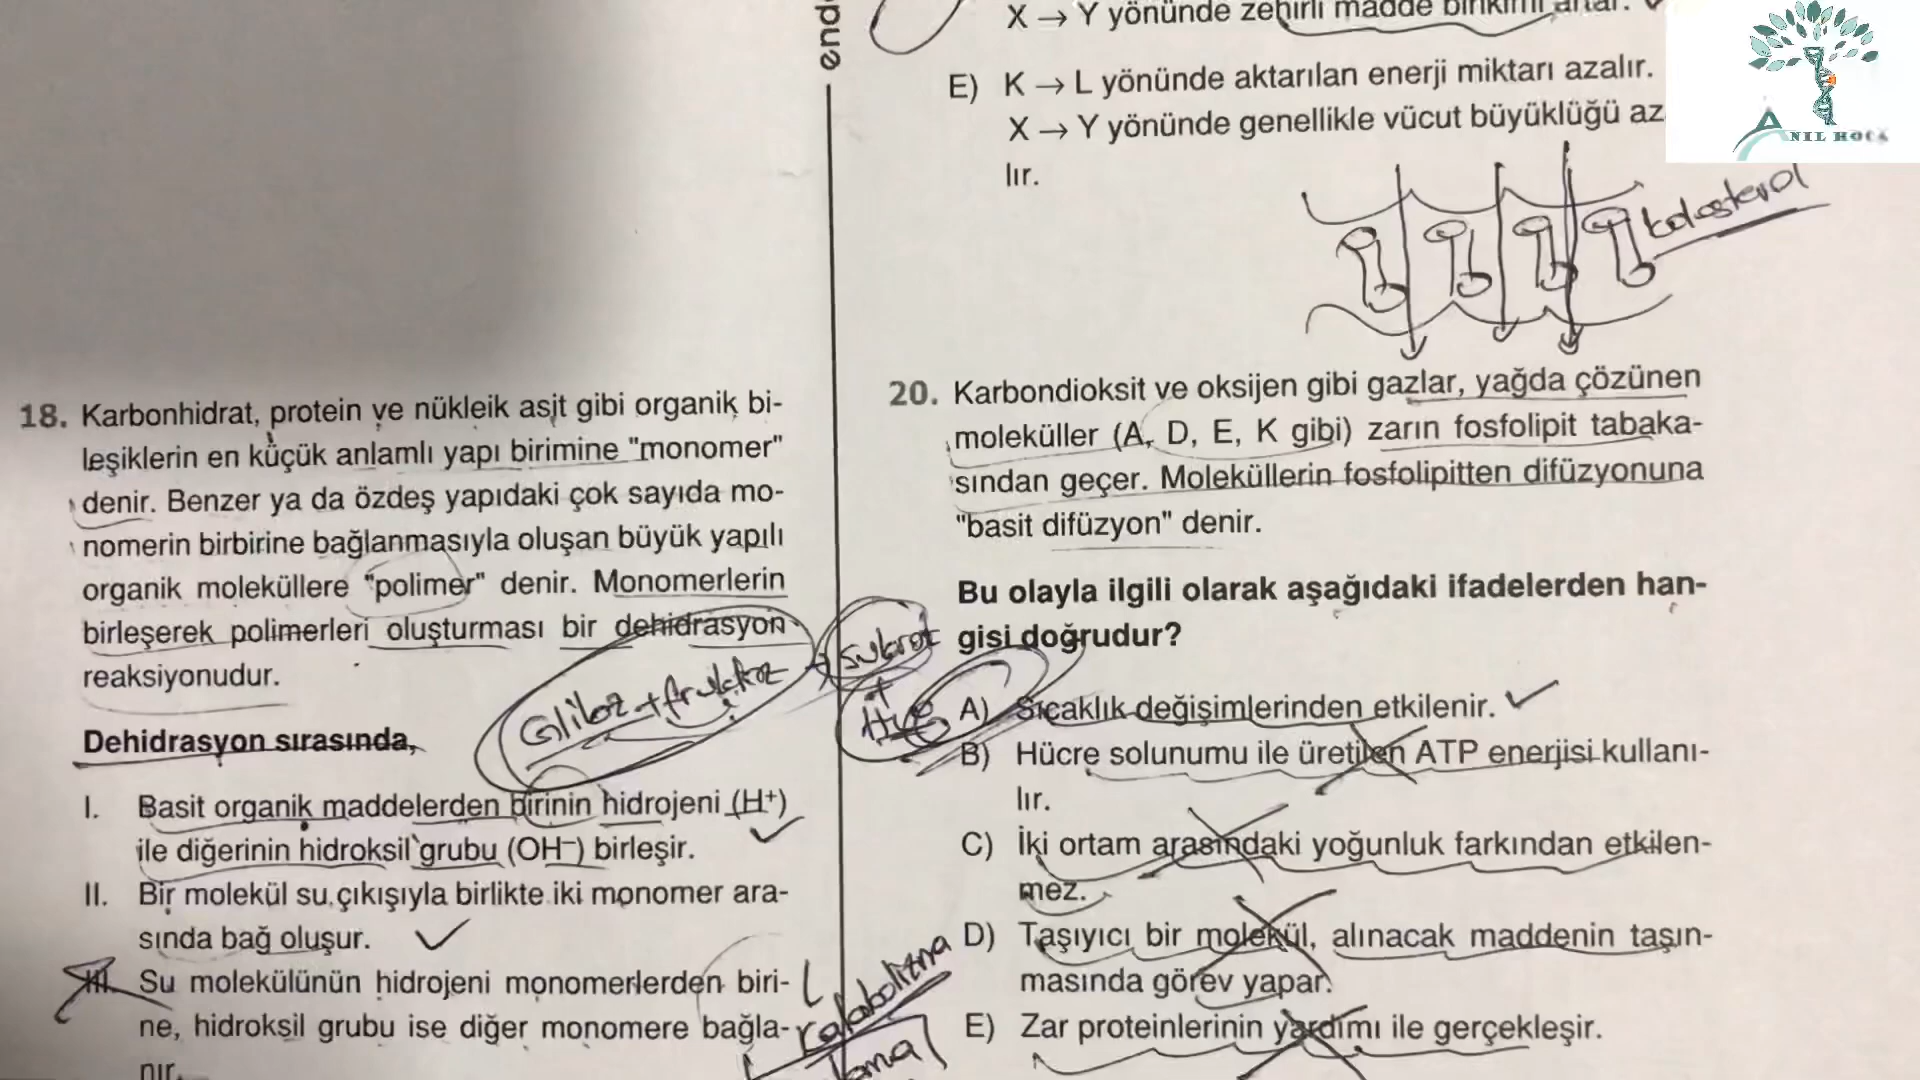 end
18. Karbonhidrat, protein ve nükleik asit gibi organik bi-
leşiklerin en küçük anlamlı yapı birimine "monomer"
denir. Benzer ya da özdeş yapıdaki çok sayıda mo-
nomerin birbirine bağlanmasıyla oluşan büyük yapılı
organik moleküllere "polimer" denir. Monomerlerin
birleşerek polimerleri oluşturması bir dehidrasyon
reaksiyonudur.
Glikoz + fruktoz → sukroz
+
Dehidrasyon sırasında,
I. Basit organik maddelerden birinin hidrojeni (H⁺)
ile diğerinin hidroksil grubu (OH⁻) birleşir.
II. Bir molekül su çıkışıyla birlikte iki monomer ara-
sında bağ oluşur.
III. Su molekülünün hidrojeni monomerlerden biri-
ne, hidroksil grubu ise diğer monomere bağla-
nır.
X → Y yönünde zehirli madde birikimi artar.
E) K → L yönünde aktarılan enerji miktarı azalır.
X → Y yönünde genellikle vücut büyüklüğü az
lır.
kolesterol
20. Karbondioksit ve oksijen gibi gazlar, yağda çözünen
moleküller (A, D, E, K gibi) zarın fosfolipit tabaka-
sından geçer. Moleküllerin fosfolipitten difüzyonuna
"basit difüzyon" denir.
Bu olayla ilgili olarak aşağıdaki ifadelerden han-
gisi doğrudur?
A) Sıcaklık değişimlerinden etkilenir.
B) Hücre solunumu ile üretilen ATP enerjisi kullanı-
lır.
C) İki ortam arasındaki yoğunluk farkından etkilen-
mez.
D) Taşıyıcı bir molekül, alınacak maddenin taşın-
masında görev yapar.
E) Zar proteinlerinin yardımı ile gerçekleşir.
ANIL HOCA